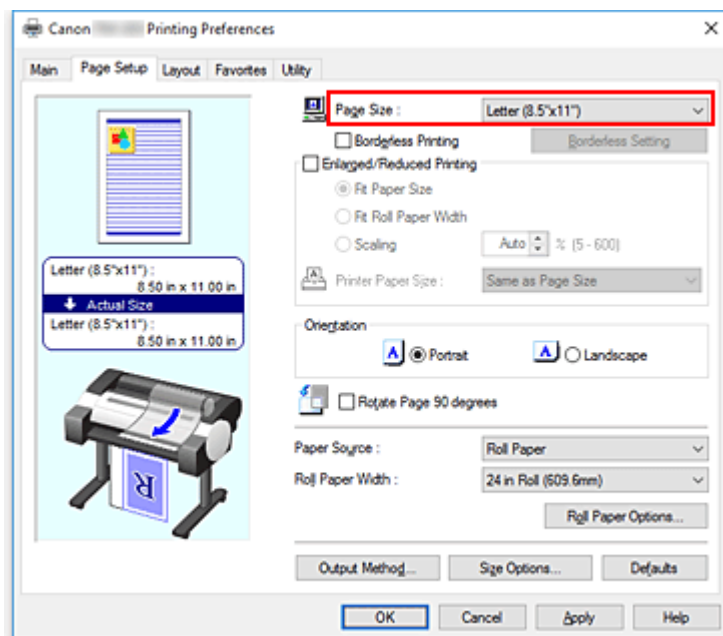 Canon Printing Preferences
Main Page Setup Layout Favorites Utility
Page Size : Letter (8.5"x11")
Borderless Printing Borderless Setting
Enlarged/Reduced Printing
Fit Paper Size
Fit Roll Paper Width
Scaling Auto % (5 - 600)
Printer Paper Size : Same as Page Size
Letter (8.5"x11") :
8.50 in x 11.00 in
Actual Size
Letter (8.5"x11") :
8.50 in x 11.00 in
Orientation
A Portrait A Landscape
Rotate Page 90 degrees
R
Paper Source : Roll Paper
Roll Paper Width : 24 in Roll (609.6mm)
Roll Paper Options...
Output Method... Size Options... Defaults
OK Cancel Apply Help